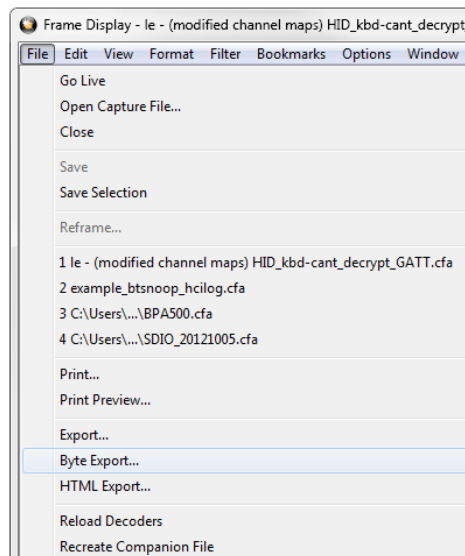 Frame Display - le - (modified channel maps) HID_kbd-cant_decrypt_
File Edit View Format Filter Bookmarks Options Window
Go Live
Open Capture File...
Close
Save
Save Selection
Reframe...
1 le - (modified channel maps) HID_kbd-cant_decrypt_GATT.cfa
2 example_btsnoop_hcilog.cfa
3 C:\Users\...\BPA500.cfa
4 C:\Users\...\SDIO_20121005.cfa
Print...
Print Preview...
Export...
Byte Export...
HTML Export...
Reload Decoders
Recreate Companion File